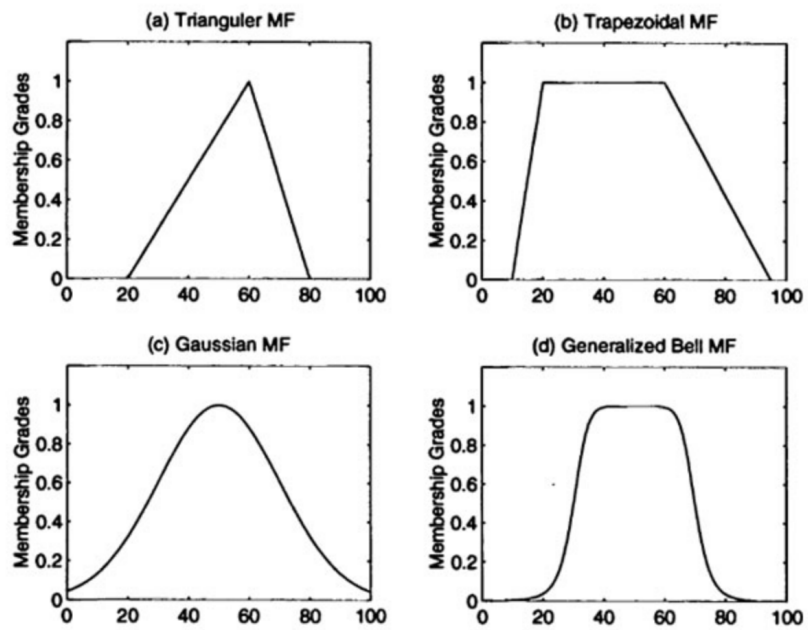 (a) Trianguler MF
Membership Grades
1
0.8
0.6
0.4
0.2
0
0 20 40 60 80 100
(b) Trapezoidal MF
Membership Grades
1
0.8
0.6
0.4
0.2
0
0 20 40 60 80 100
(c) Gaussian MF
Membership Grades
1
0.8
0.6
0.4
0.2
0
0 20 40 60 80 100
(d) Generalized Bell MF
Membership Grades
1
0.8
0.6
0.4
0.2
0
0 20 40 60 80 100